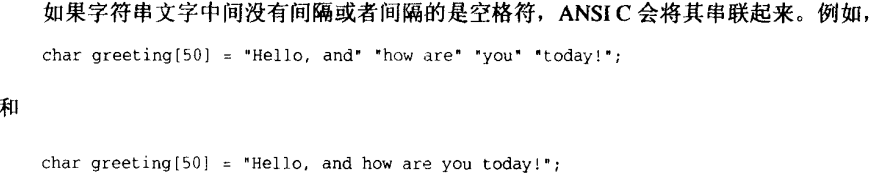 如果字符串文字中间没有间隔或者间隔的是空格符，ANSI C 会将其串联起来。例如，
char greeting[50] = "Hello, and" "how are" "you" "today!";
和
char greeting[50] = "Hello, and how are you today!";